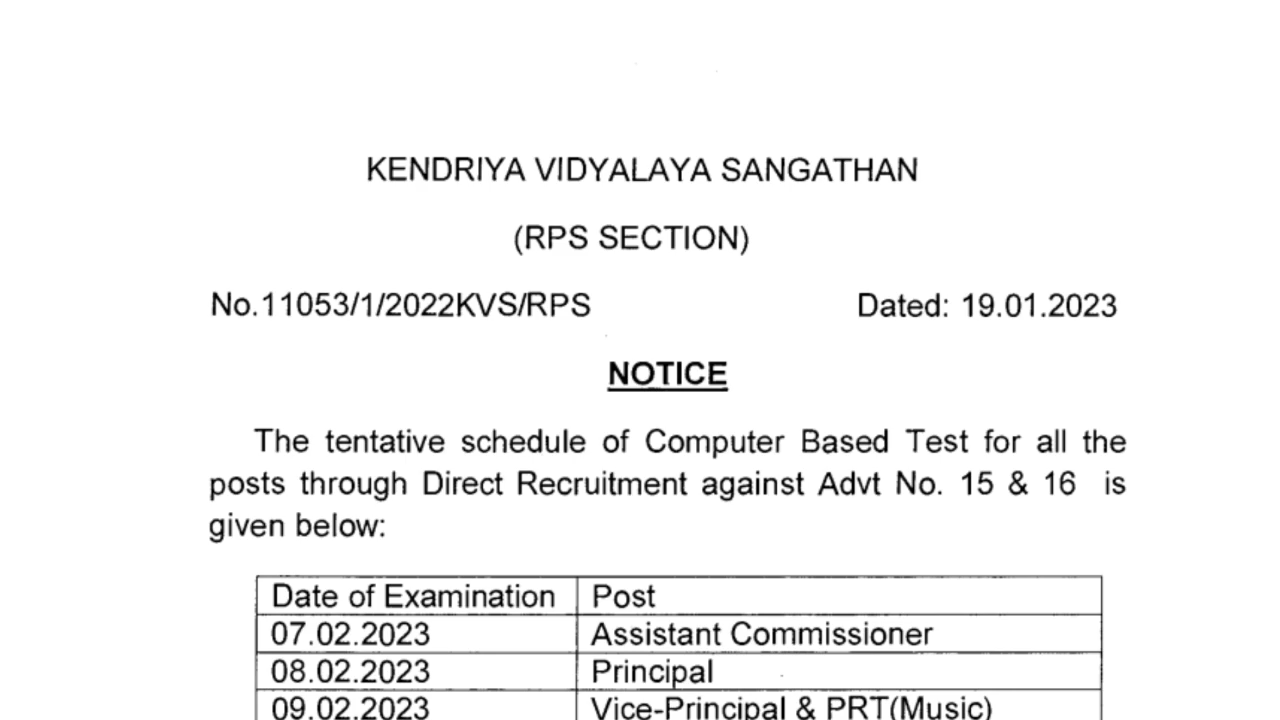 KENDRIYA VIDYALAYA SANGATHAN
(RPS SECTION)
No.11053/1/2022KVS/RPS Dated: 19.01.2023
NOTICE
The tentative schedule of Computer Based Test for all the
posts through Direct Recruitment against Advt No. 15 & 16 is
given below:
Date of Examination Post
07.02.2023 Assistant Commissioner
08.02.2023 Principal
09.02.2023 Vice-Principal & PRT(Music)